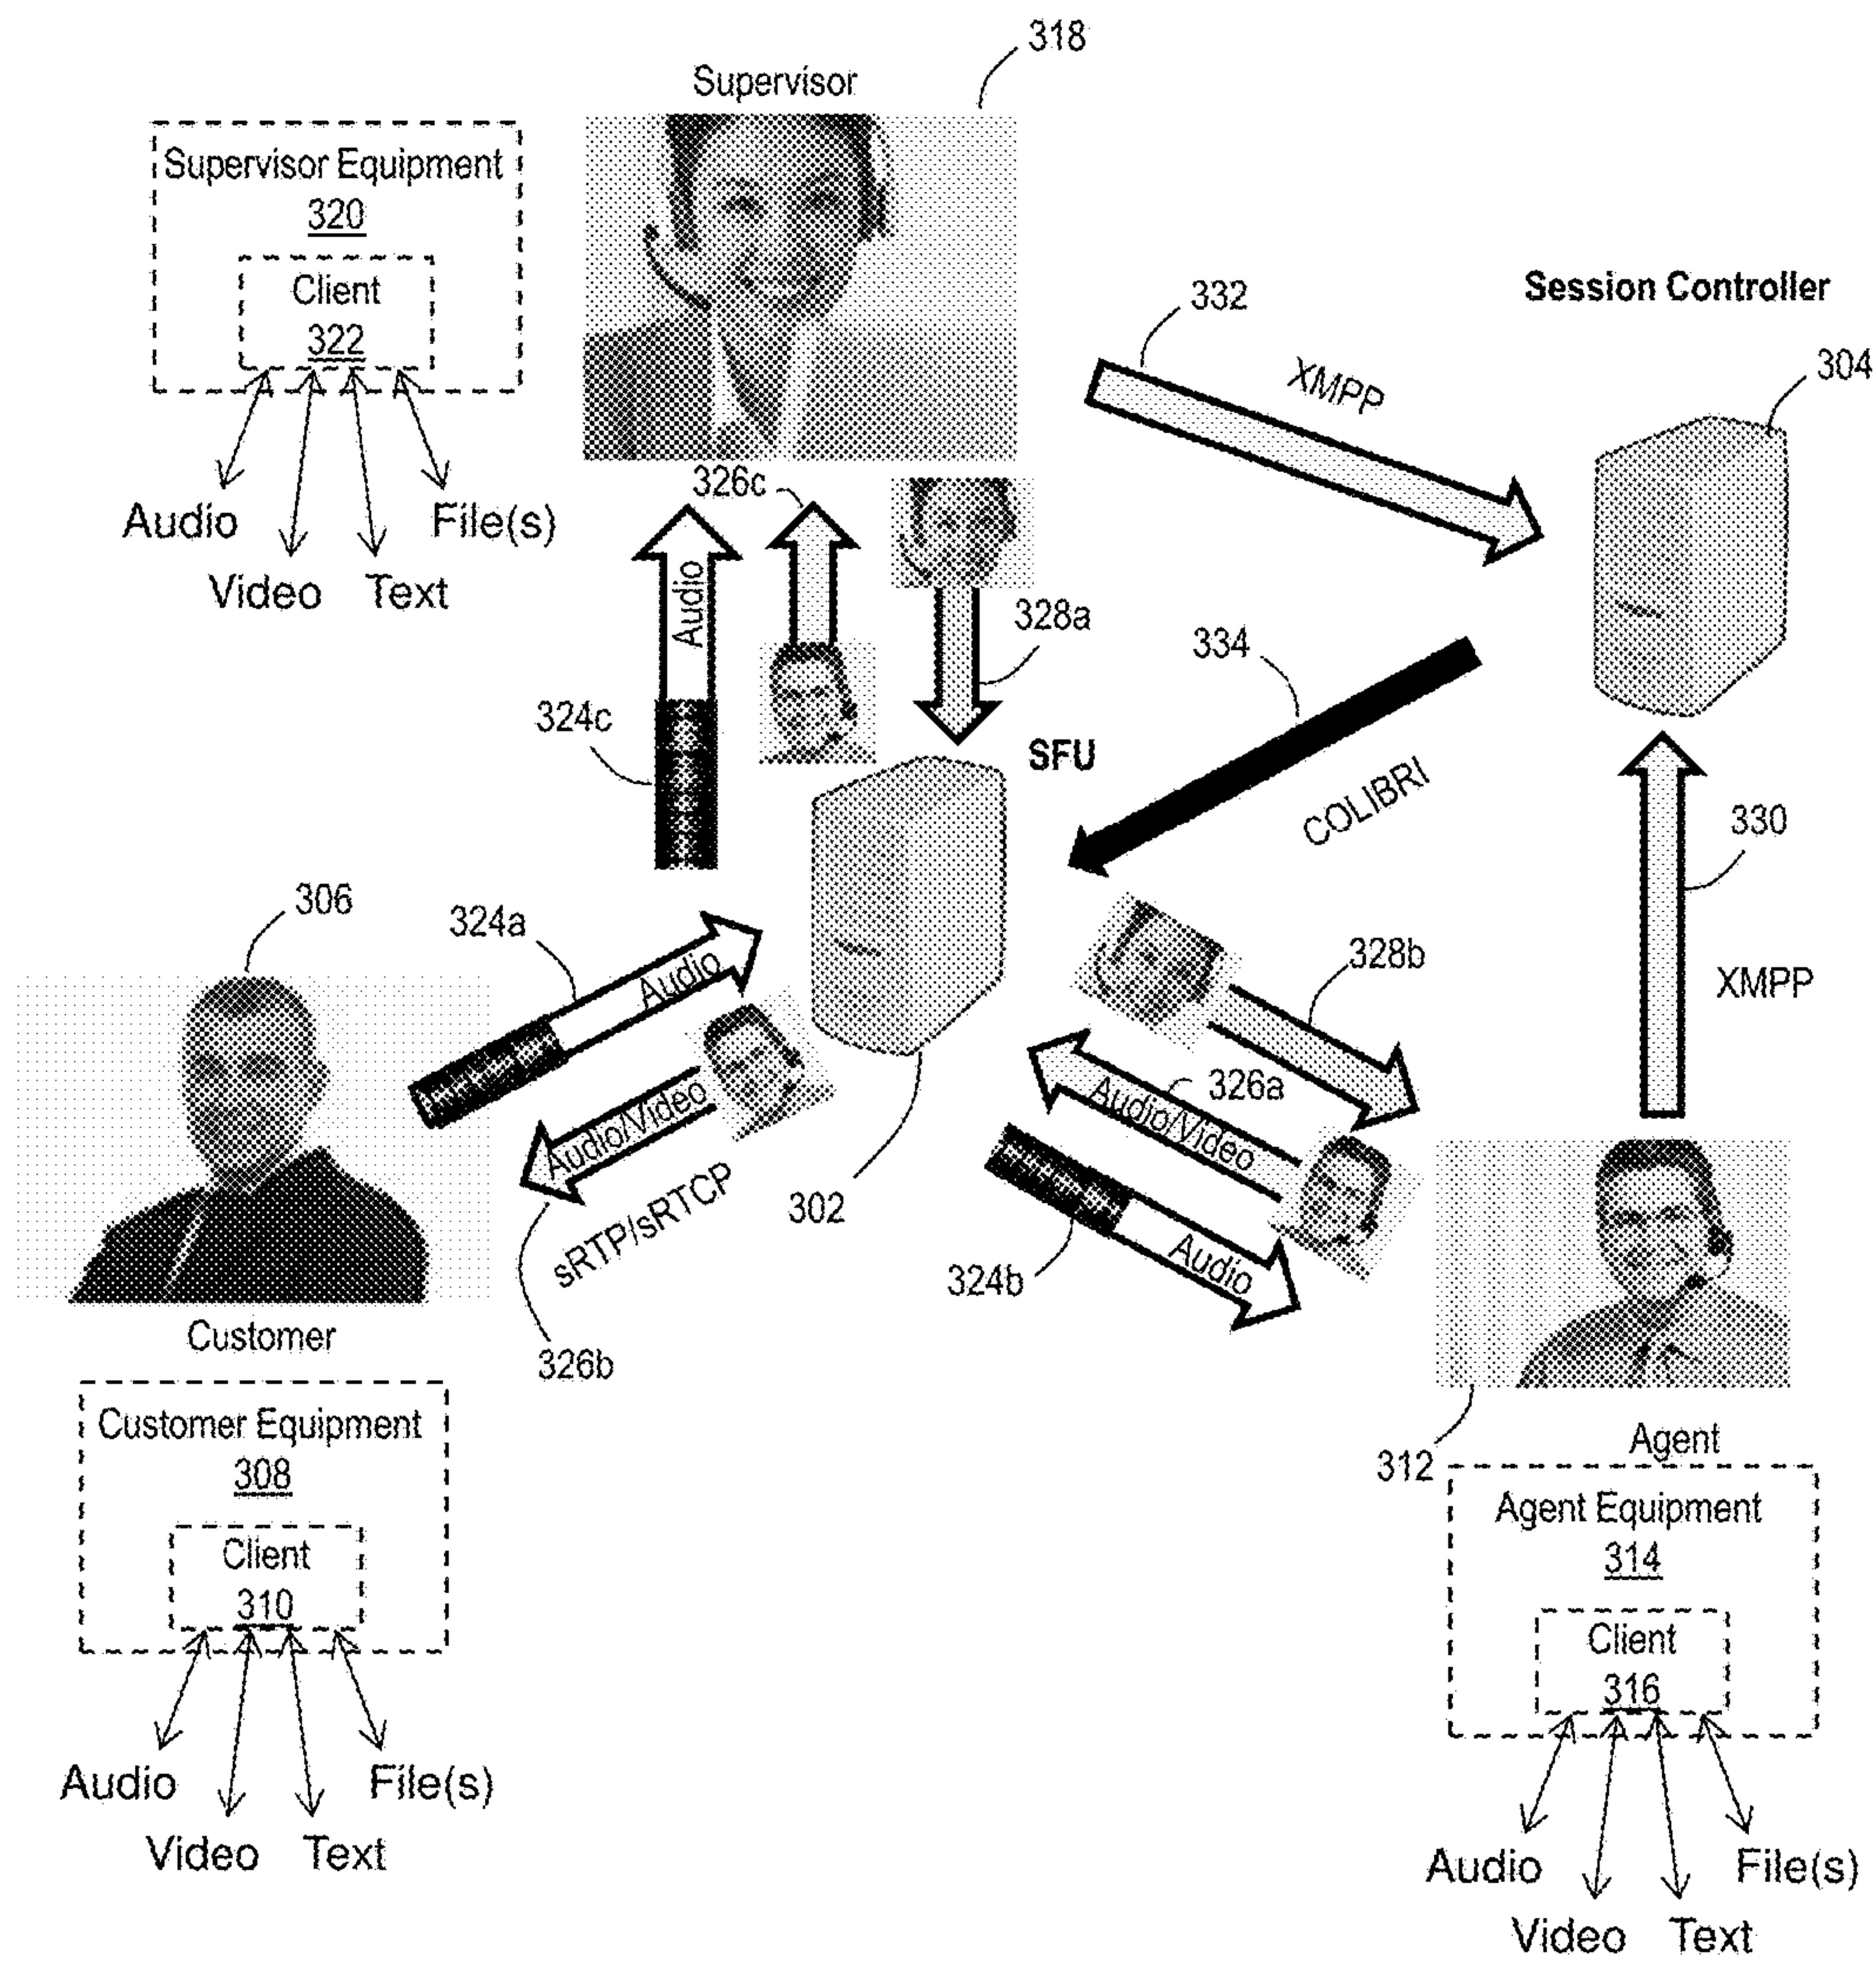 318
Supervisor
Supervisor Equipment
320
Client
322
Audio
Video
Text
File(s)
332
XMPP
Session Controller
304
326c
Audio
328a
324c
SFU
334
COLIBRI
330
XMPP
306
324a
Audio
Audio/Video
sRTP/sRTCP
326b
302
328b
326a
Audio/Video
324b
Audio
Customer
Customer Equipment
308
Client
310
Audio
Video
Text
File(s)
312
Agent
Agent Equipment
314
Client
316
Audio
Video
Text
File(s)